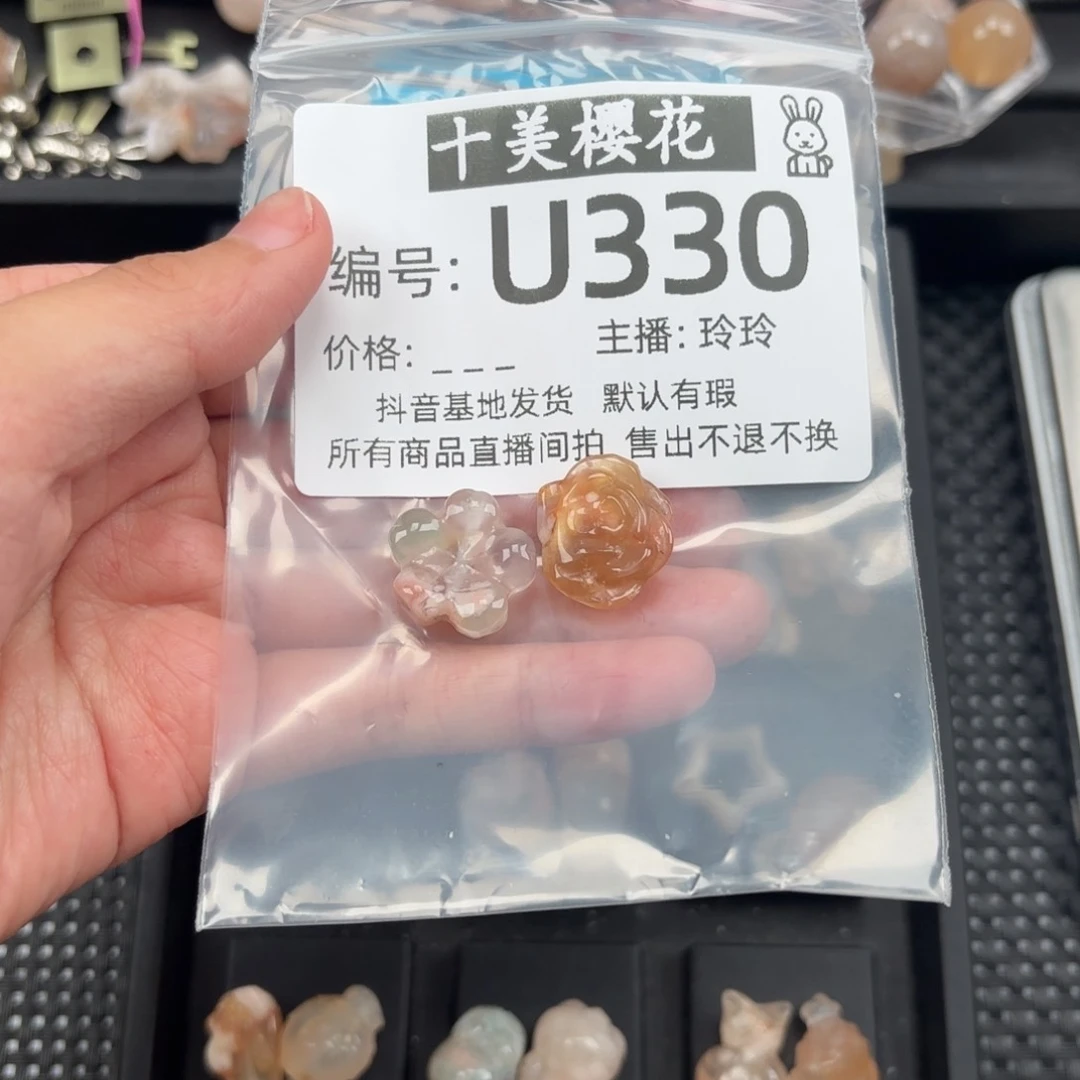 十美樱花
编号: U330
价格: _ _ _ 主播: 玲玲
抖音基地发货 默认有瑕
所有商品直播间拍 售出不退不换